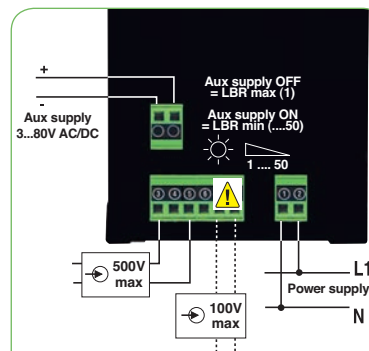 +
-
Aux supply
3...80V AC/DC
Aux supply OFF
= LBR max (1)
Aux supply ON
= LBR min (....50)
1 .... 50
3 4 5 6
1 2
500V
max
100V
max
L1
Power supply
N